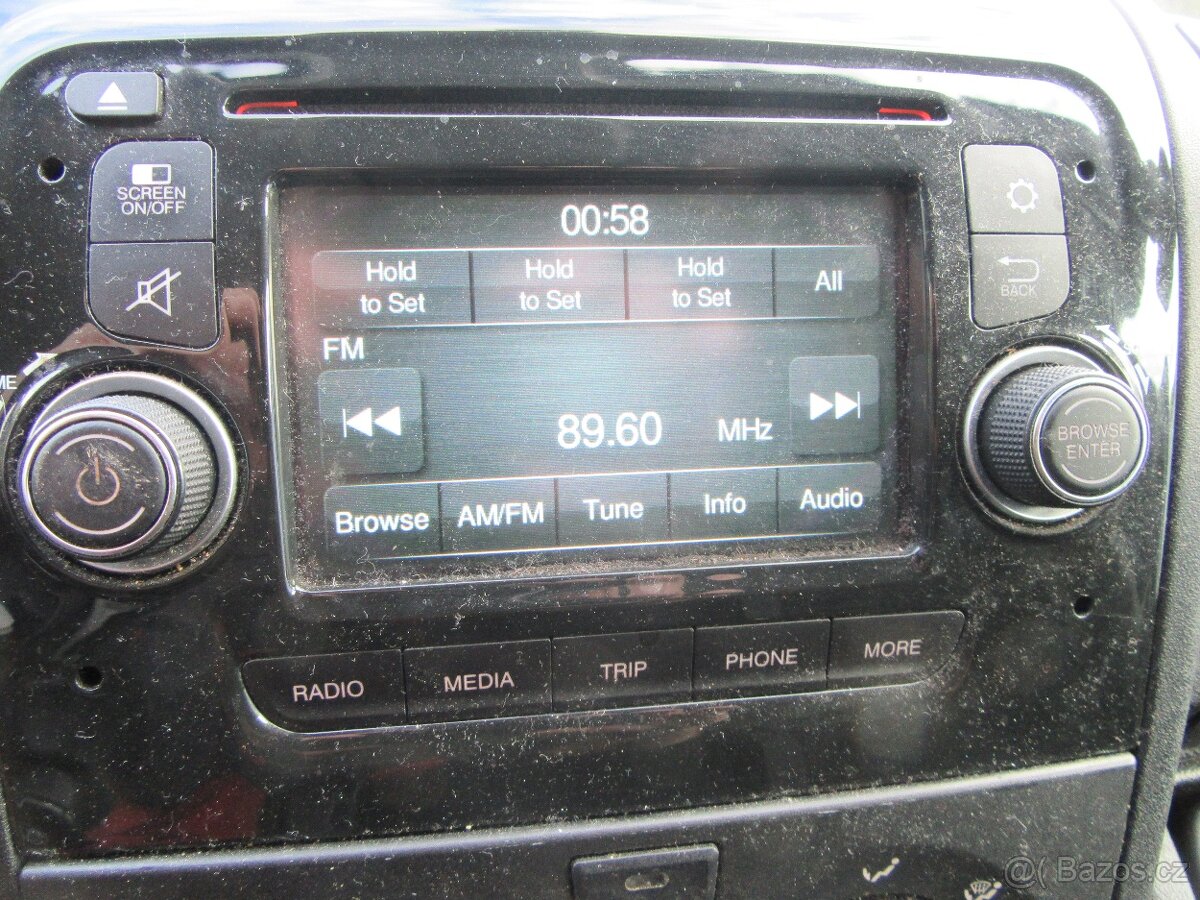 00:58
SCREEN
ON/OFF
Hold
to Set
Hold
to Set
Hold
to Set
All
BACK
FM
89.60
MHz
BROWSE
ENTER
Browse
AM/FM
Tune
Info
Audio
RADIO
MEDIA
TRIP
PHONE
MORE
Bazos.cz